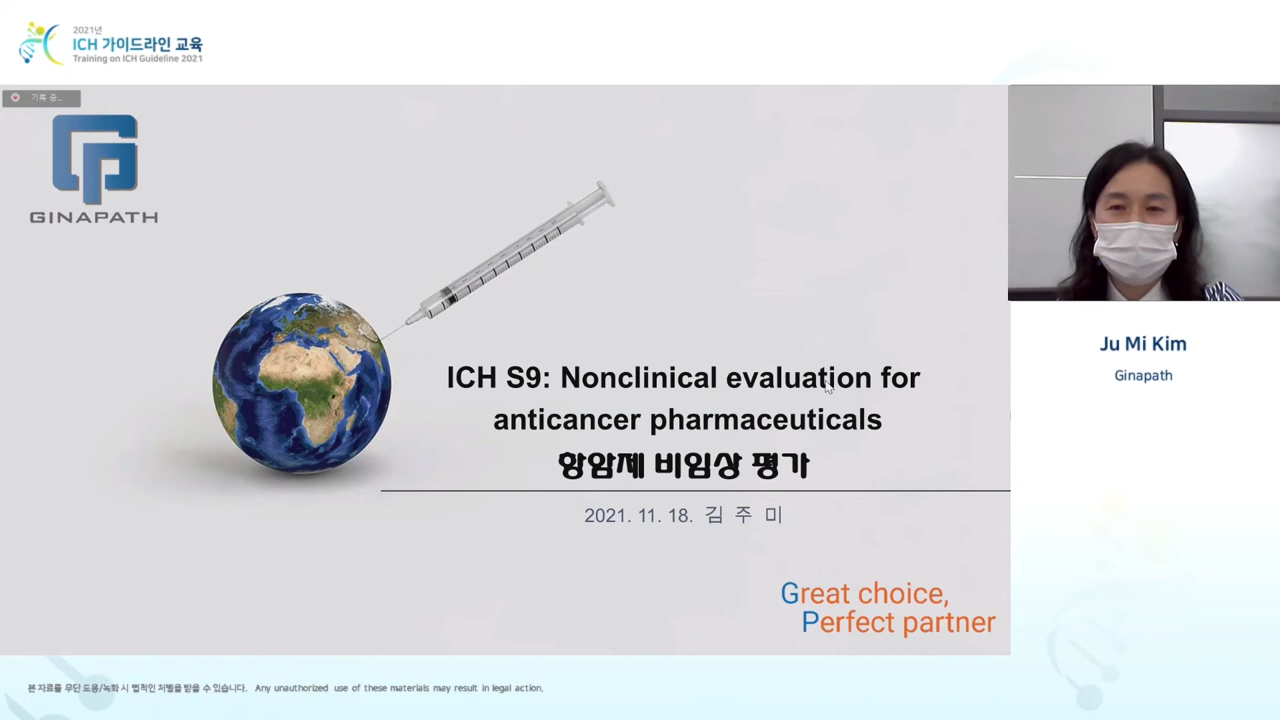 2021년
ICH 가이드라인 교육
Training on ICH Guideline 2021
기록 중...
GINAPATH
ICH S9: Nonclinical evaluation for
anticancer pharmaceuticals
항암제 비임상 평가
2021. 11. 18. 김 주 미
Great choice,
Perfect partner
Ju Mi Kim
Ginapath
본 자료를 무단 도용/녹화 시 법적인 처벌을 받을 수 있습니다. Any unauthorized use of these materials may result in legal action.